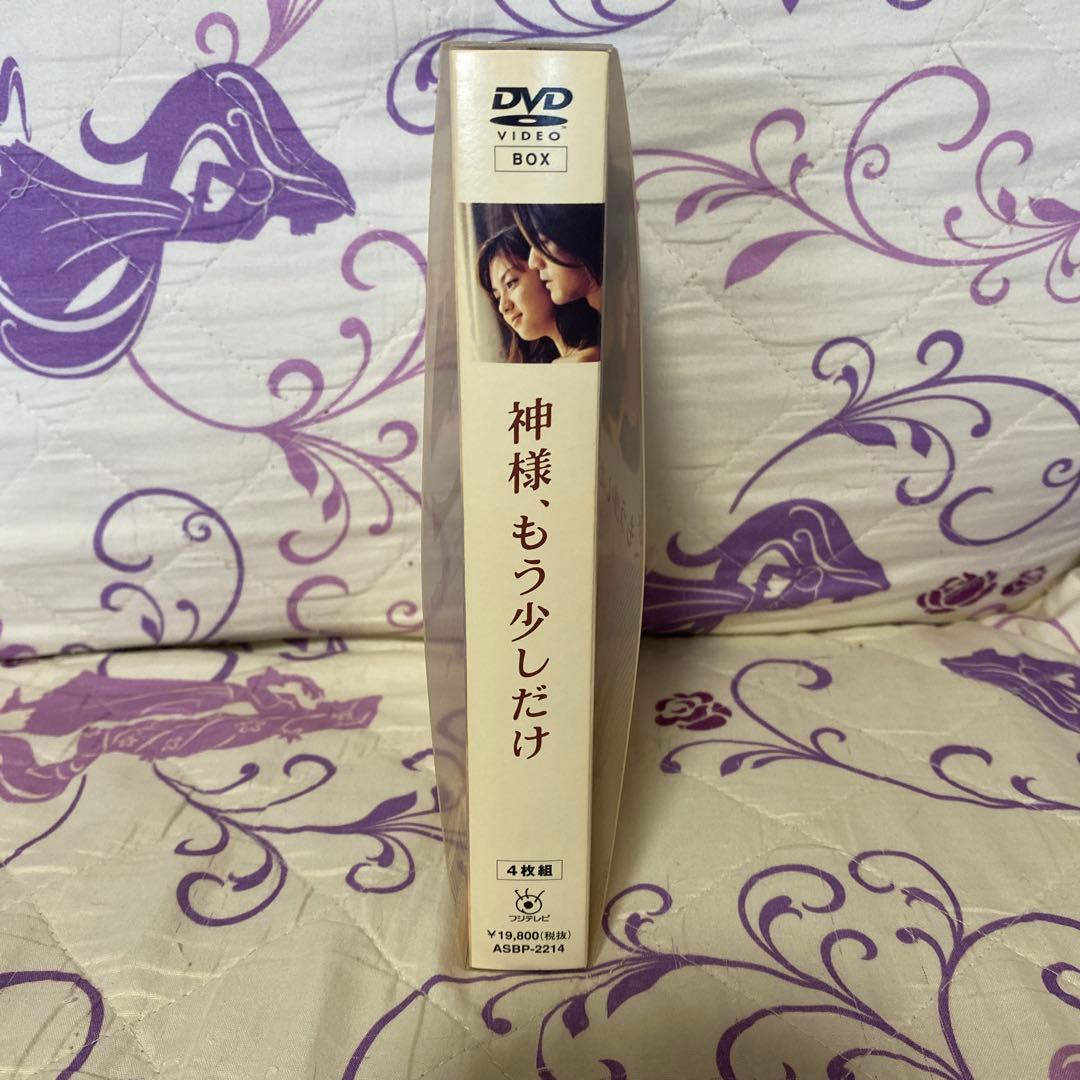 DVD
VIDEO™
BOX
神様、もう少しだけ
4枚組
フジテレビ
￥19,800(税抜)
ASBP-2214